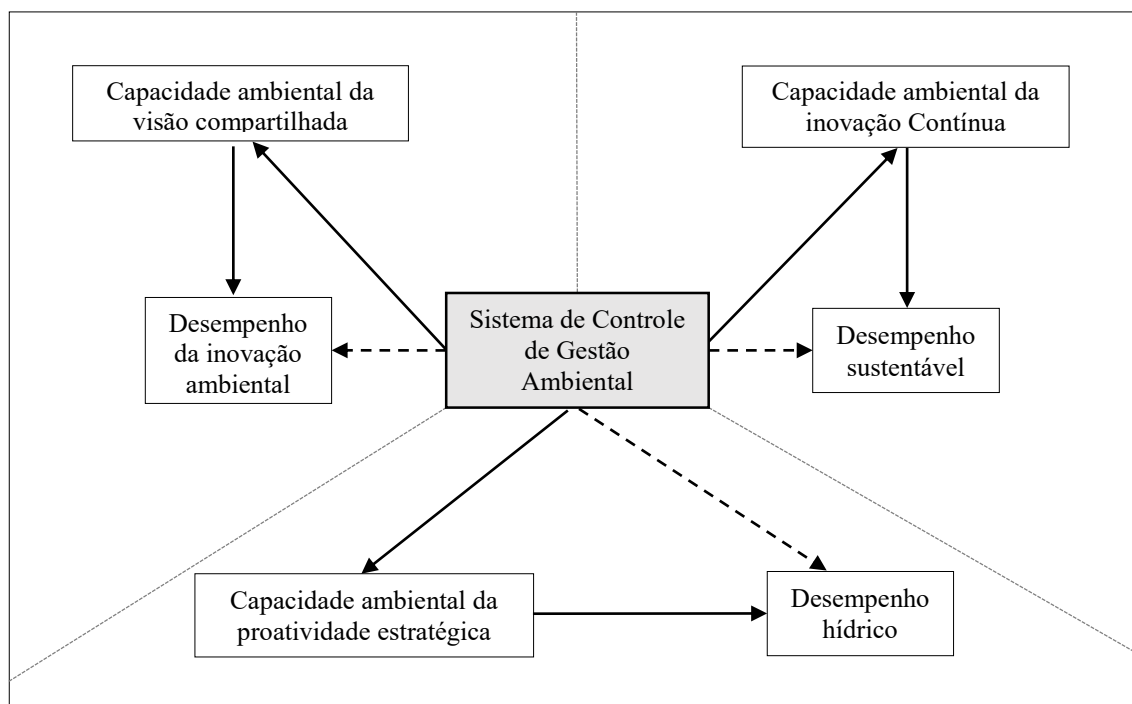 Capacidade ambiental da
visão compartilhada
Capacidade ambiental da
inovação Contínua
Desempenho
da inovação
ambiental
Sistema de Controle
de Gestão
Ambiental
Desempenho
sustentável
Capacidade ambiental da
proatividade estratégica
Desempenho
hídrico